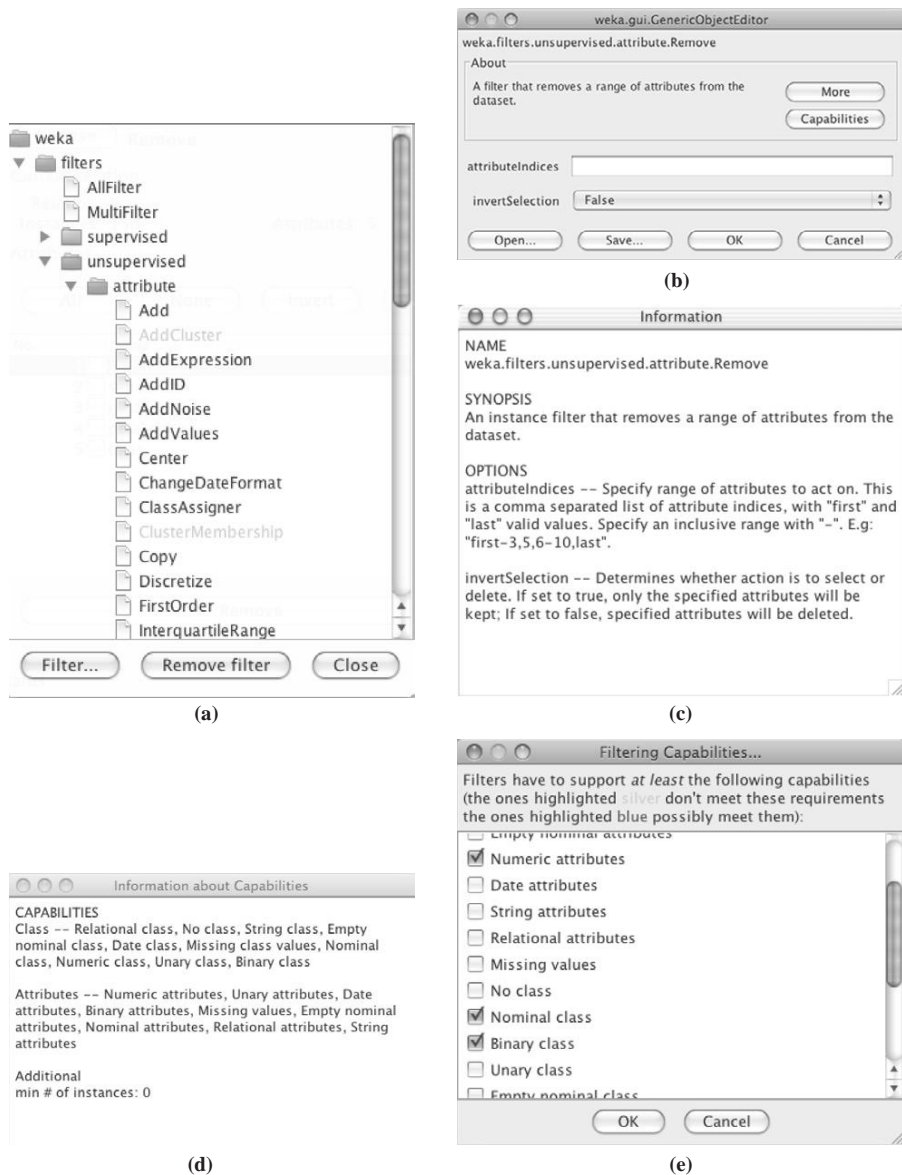 weka
filters
AllFilter
MultiFilter
supervised
unsupervised
attribute
Add
AddCluster
AddExpression
AddID
AddNoise
AddValues
Center
ChangeDateFormat
ClassAssigner
ClusterMembership
Copy
Discretize
FirstOrder
InterquartileRange
Filter...
Remove filter
Close
(a)
weka.gui.GenericObjectEditor
weka.filters.unsupervised.attribute.Remove
About
A filter that removes a range of attributes from the
dataset.
More
Capabilities
attributeIndices
invertSelection False
Open... Save... OK Cancel
(b)
Information
NAME
weka.filters.unsupervised.attribute.Remove
SYNOPSIS
An instance filter that removes a range of attributes from the
dataset.
OPTIONS
attributeIndices -- Specify range of attributes to act on. This
is a comma separated list of attribute indices, with "first" and
"last" valid values. Specify an inclusive range with "-". E.g:
"first-3,5,6-10,last".
invertSelection -- Determines whether action is to select or
delete. If set to true, only the specified attributes will be
kept; If set to false, specified attributes will be deleted.
(c)
Information about Capabilities
CAPABILITIES
Class -- Relational class, No class, String class, Empty
nominal class, Date class, Missing class values, Nominal
class, Numeric class, Unary class, Binary class
Attributes -- Numeric attributes, Unary attributes, Date
attributes, Binary attributes, Missing values, Empty nominal
attributes, Nominal attributes, Relational attributes, String
attributes
Additional
min # of instances: 0
(d)
Filtering Capabilities...
Filters have to support at least the following capabilities
(the ones highlighted silver don't meet these requirements
the ones highlighted blue possibly meet them):
Empty nominal attributes
Numeric attributes
Date attributes
String attributes
Relational attributes
Missing values
No class
Nominal class
Binary class
Unary class
Empty nominal class
OK Cancel
(e)